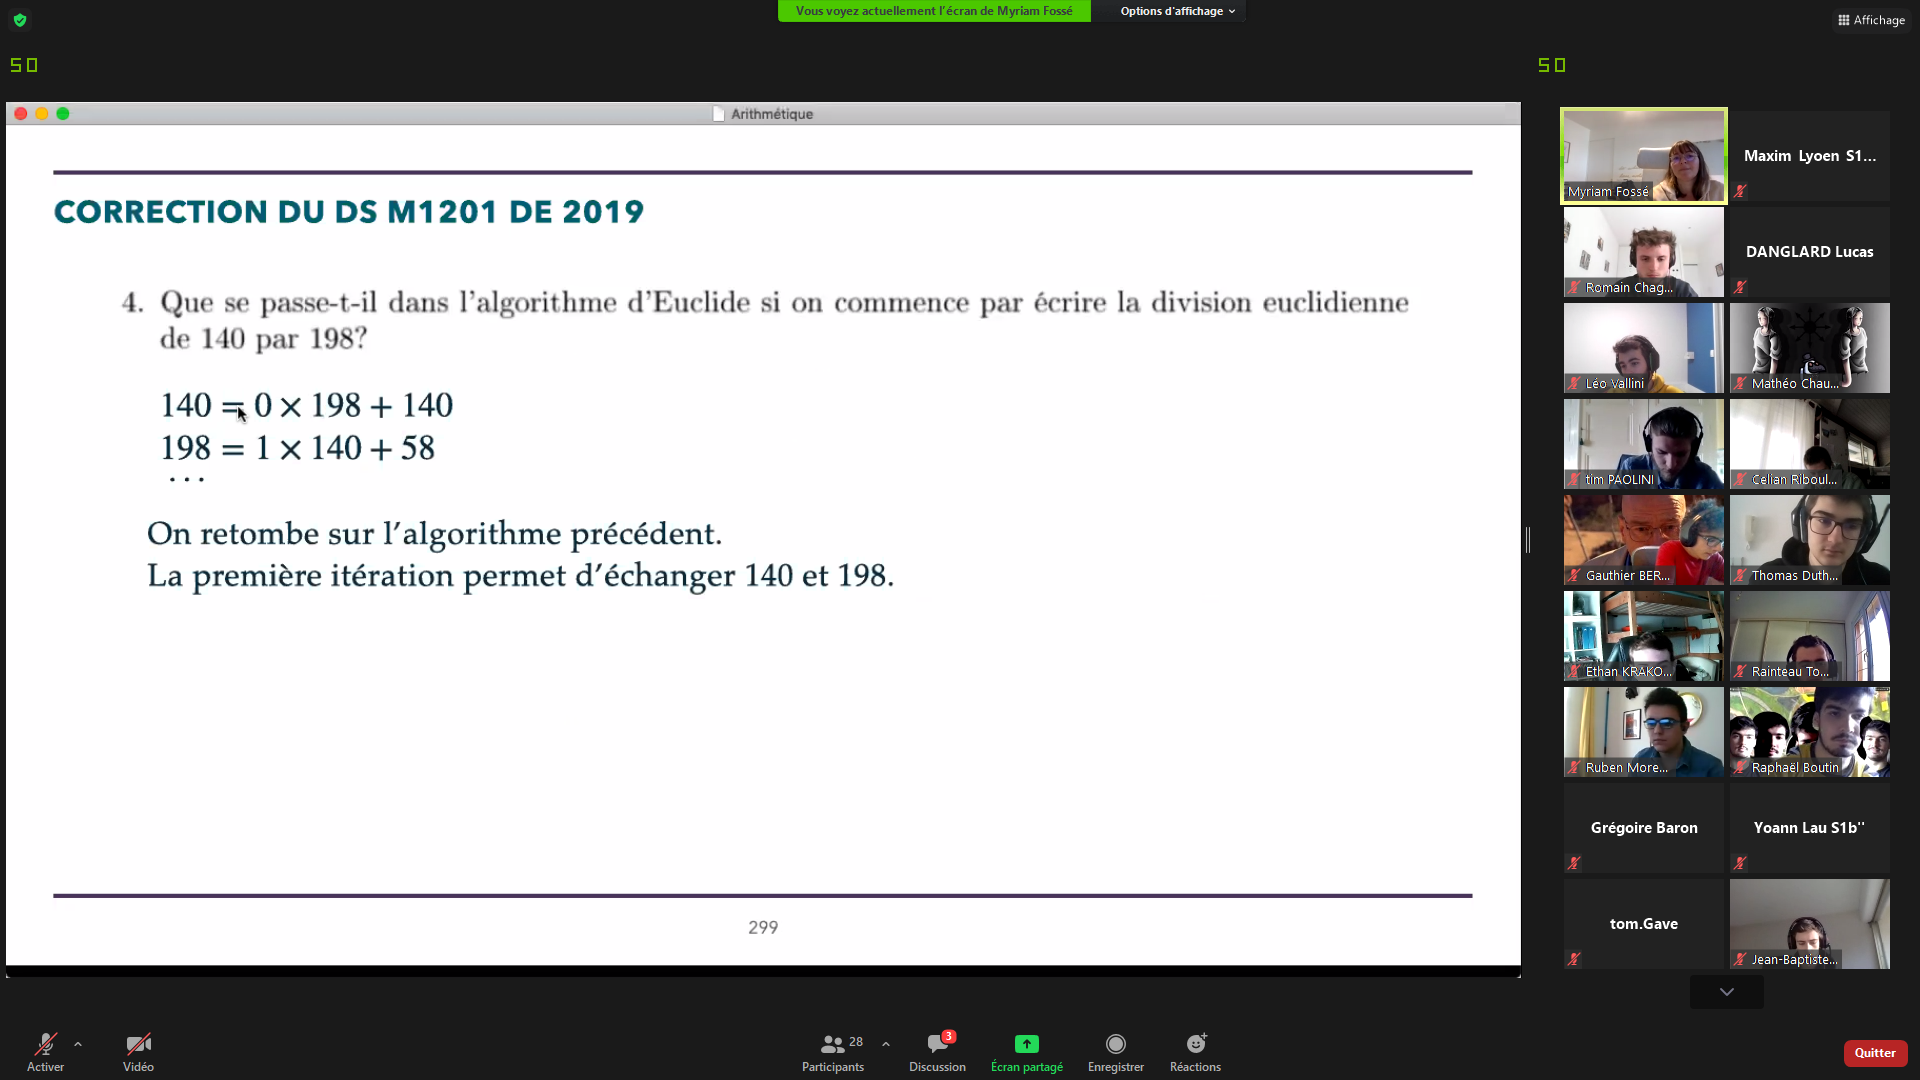 Vous voyez actuellement l'écran de Myriam Fossé
Options d'affichage
Affichage
50
50
Arithmétique
CORRECTION DU DS M1201 DE 2019
4. Que se passe-t-il dans l'algorithme d'Euclide si on commence par écrire la division euclidienne
de 140 par 198?
140 = 0 × 198 + 140
198 = 1 × 140 + 58
...
On retombe sur l'algorithme précédent.
La première itération permet d'échanger 140 et 198.
299
Myriam Fossé
Maxim Lyoen S1...
Romain Chag...
DANGLARD Lucas
Léo Vallini
Mathéo Chau...
tim PAOLINI
Célian Riboul...
Gauthier BER...
Thomas Duth...
Ethan KRAKO...
Rainteau To...
Ruben More...
Raphaël Boutin
Grégoire Baron
Yoann Lau S1b''
tom.Gave
Jean-Baptiste...
Activer
Vidéo
28
Participants
3
Discussion
Écran partagé
Enregistrer
Réactions
Quitter